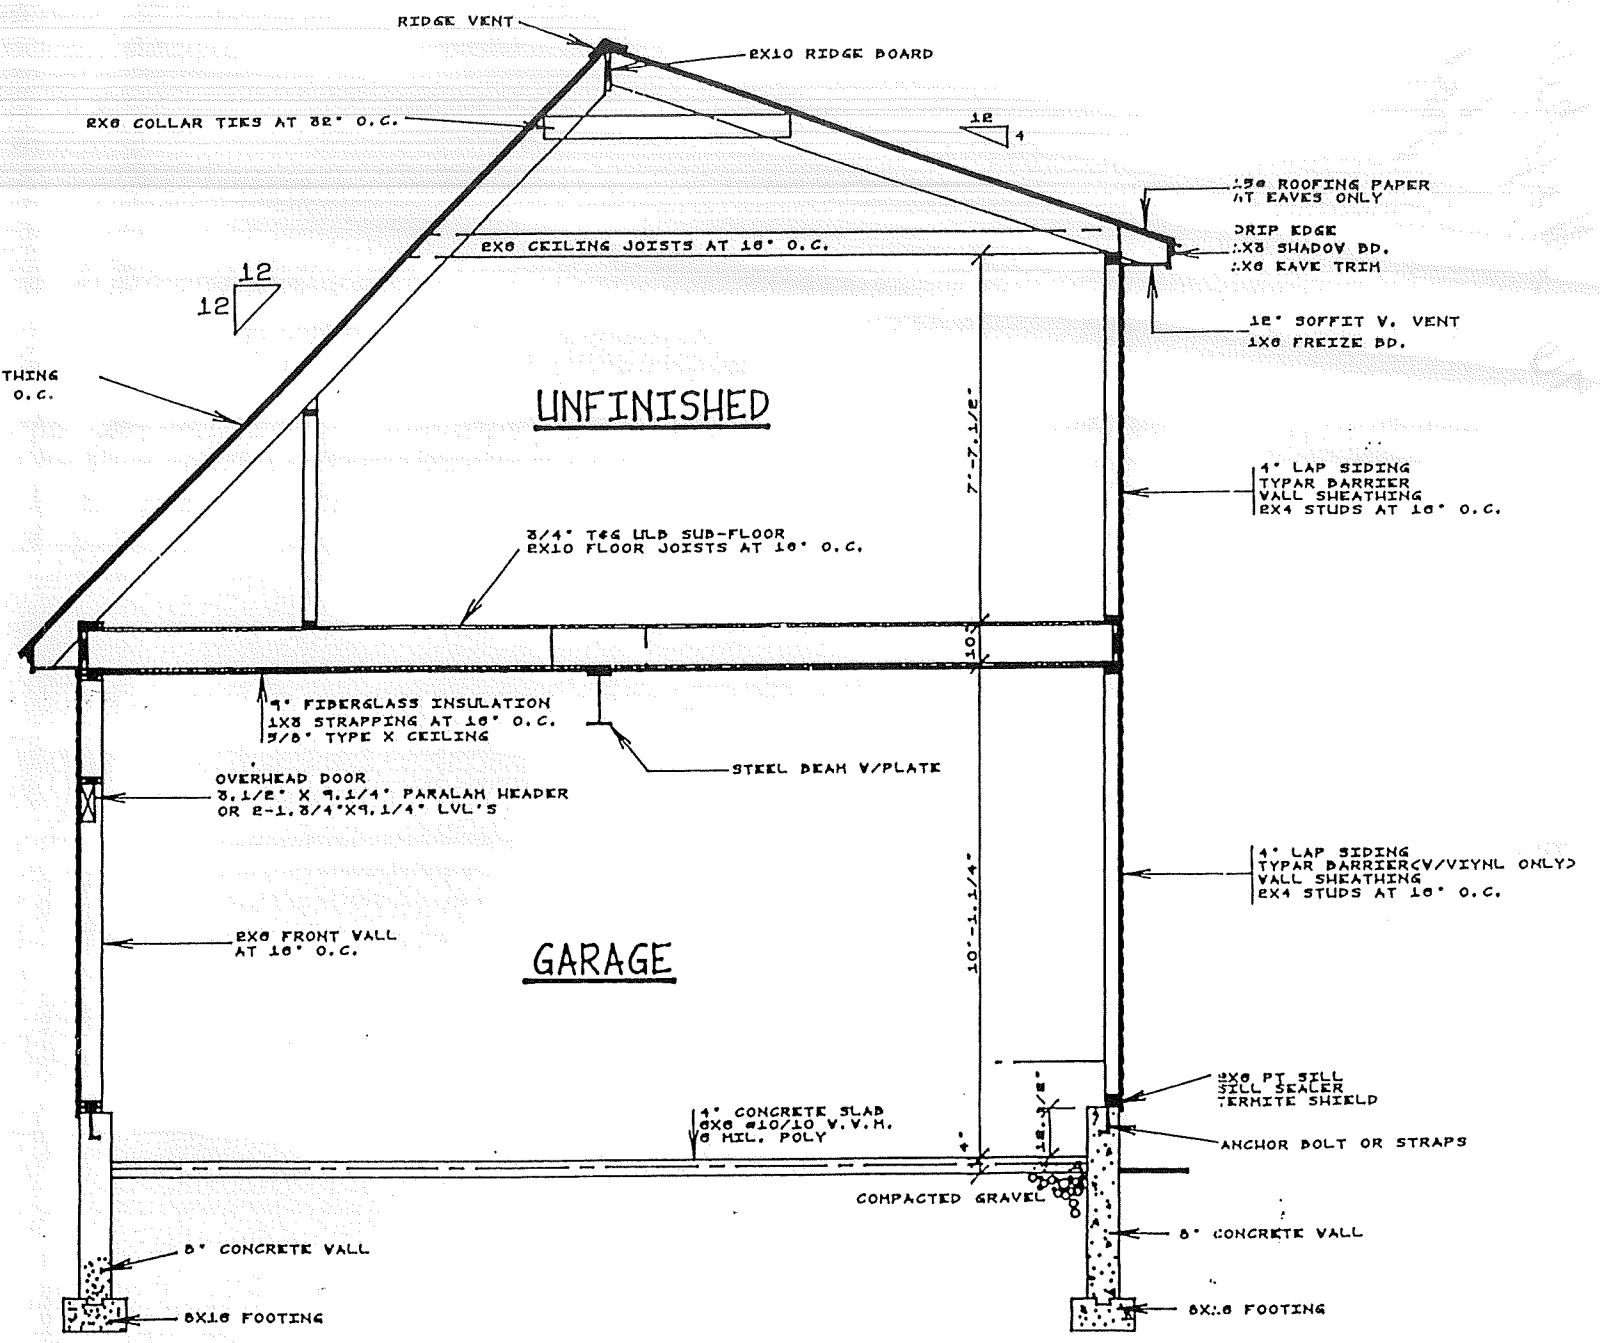 RIDGE VENT
2X10 RIDGE BOARD
2X6 COLLAR TIES AT 32" O.C.
12
4
15# ROOFING PAPER
AT EAVES ONLY
DRIP EDGE
1X3 SHADOW BD.
1X6 EAVE TRIM
2X6 CEILING JOISTS AT 16" O.C.
12
12
12" SOFFIT W. VENT
1X6 FREIZE BD.
THING
O.C.
UNFINISHED
7'-7.1/2"
4" LAP SIDING
TYPAR BARRIER
WALL SHEATHING
2X4 STUDS AT 16" O.C.
3/4" T&G ULB SUB-FLOOR
2X10 FLOOR JOISTS AT 16" O.C.
10"
9" FIBERGLASS INSULATION
1X3 STRAPPING AT 16" O.C.
5/8" TYPE X CEILING
STEEL BEAM W/PLATE
OVERHEAD DOOR
3.1/2" X 9.1/4" PARALAM HEADER
OR 2-1.3/4"X9.1/4" LVL'S
4" LAP SIDING
TYPAR BARRIER(W/VIYNL ONLY)
WALL SHEATHING
2X4 STUDS AT 16" O.C.
10'-1.1/4"
2X6 FRONT WALL
AT 16" O.C.
GARAGE
PT SILL
SILL SEALER
TERMITE SHIELD
4" CONCRETE SLAB
6X6 #10/10 W.W.M.
6 MIL. POLY
4"
ANCHOR BOLT OR STRAPS
COMPACTED GRAVEL
8" CONCRETE WALL
8" CONCRETE WALL
8X16 FOOTING
8X16 FOOTING